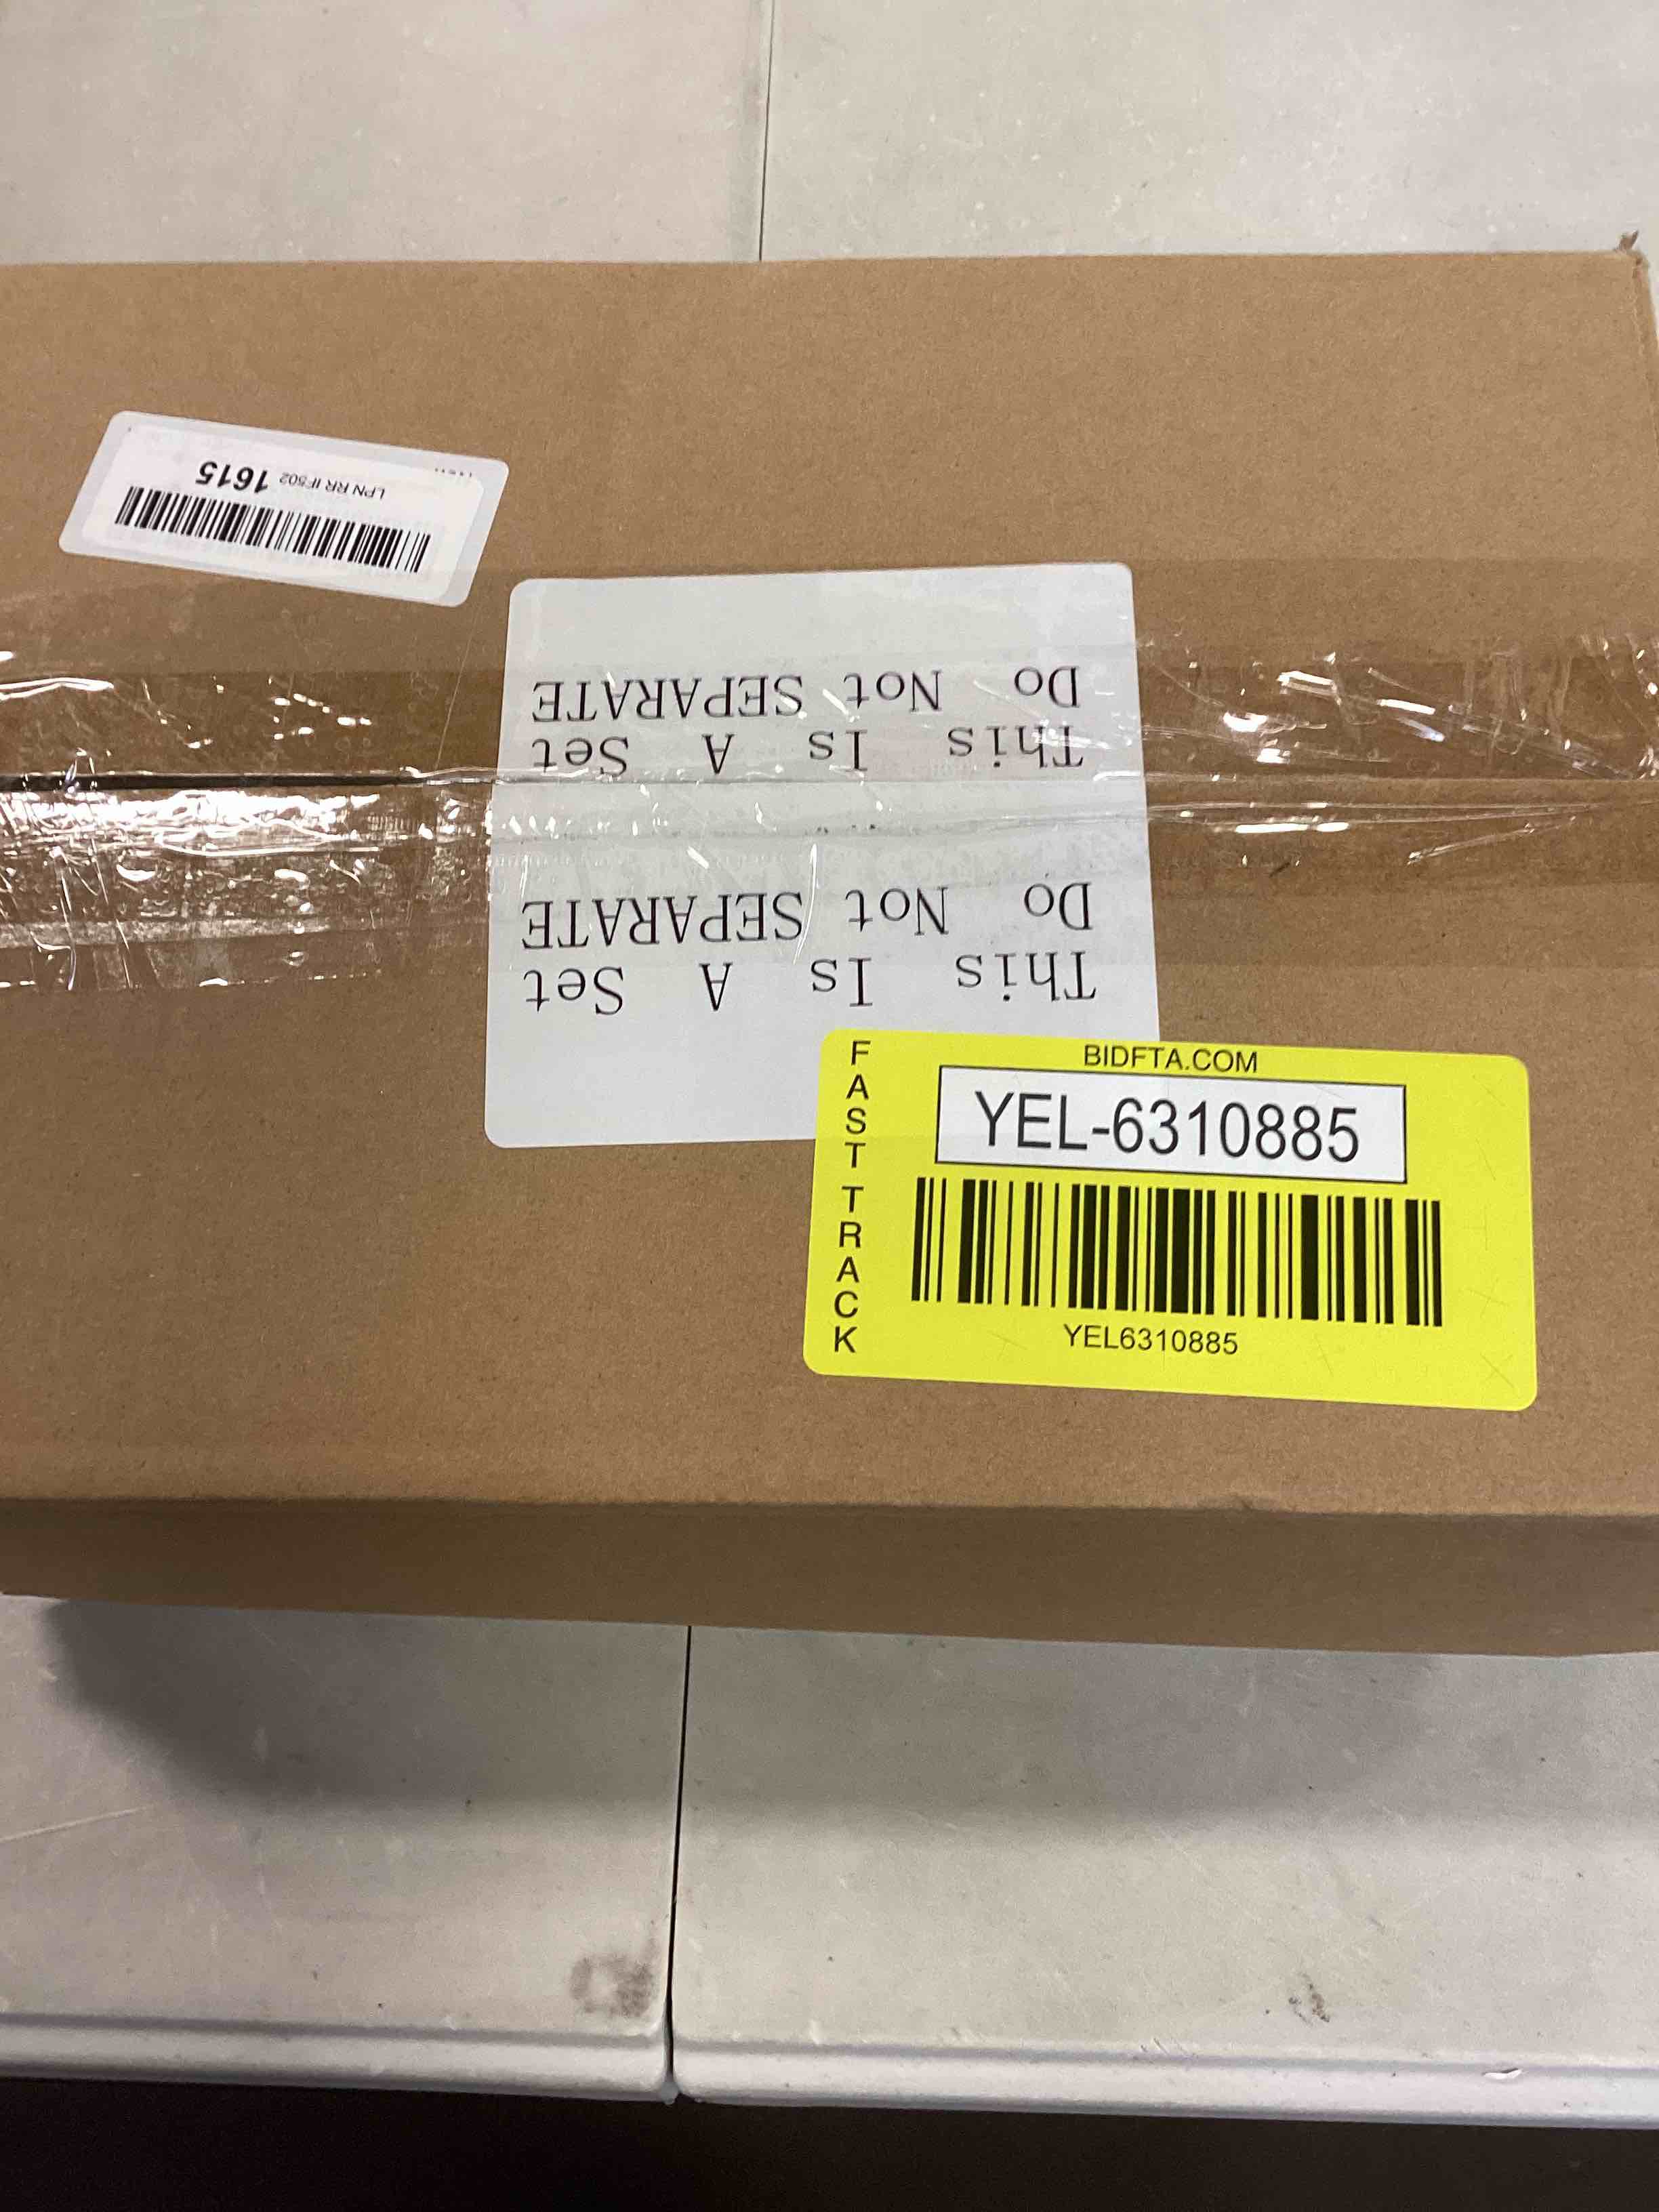 LPN RR IF502 1615
This Is A Set
Do Not SEPARATE
This Is A Set
Do Not SEPARATE
FAST TRACK
BIDFTA.COM
YEL-6310885
YEL6310885